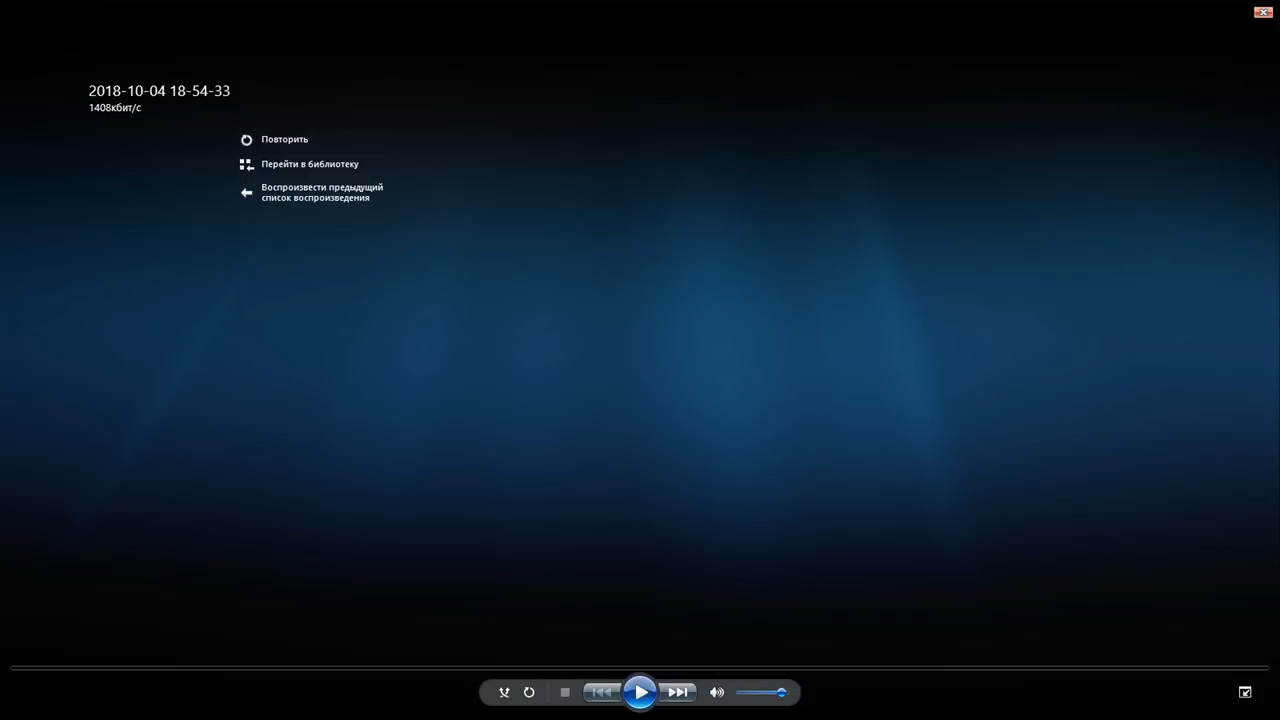 2018-10-04 18-54-33
1408кбит/с
Повторить
Перейти в библиотеку
Воспроизвести предыдущий
список воспроизведения